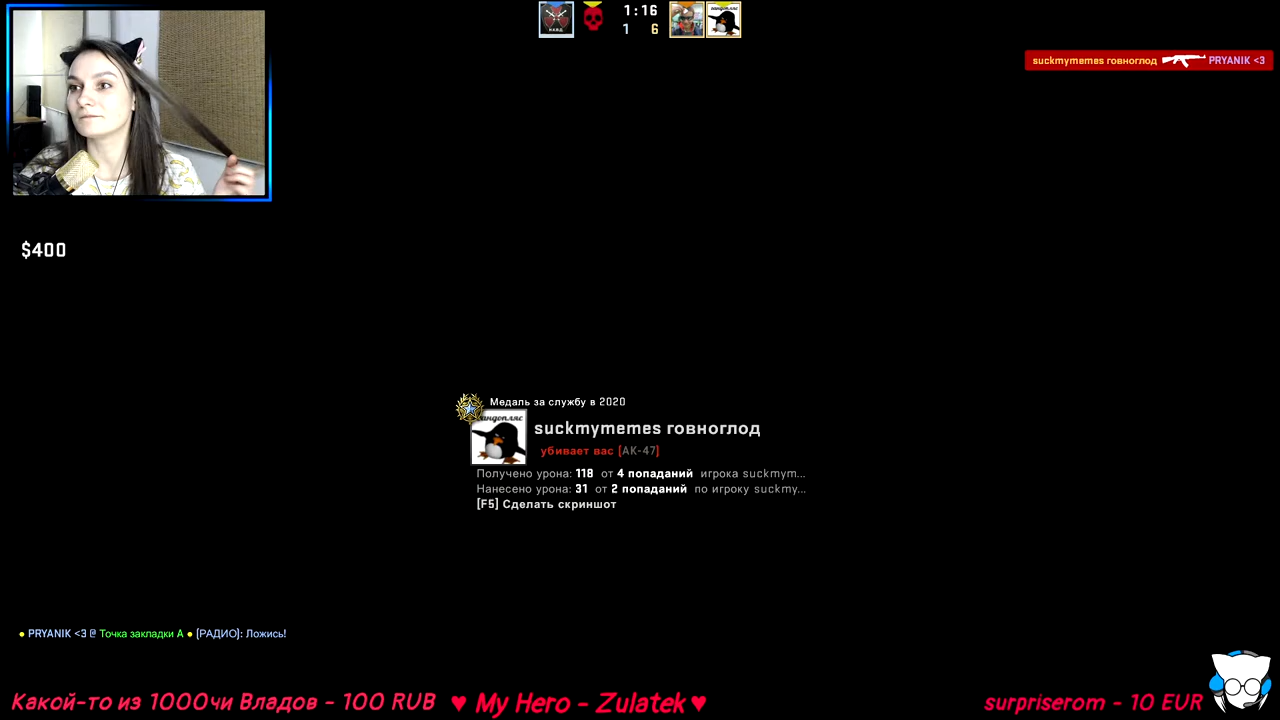 1:16
1 6
suckmymemes говноглод PRYANIK <3
$400
Медаль за службу в 2020
suckmymemes говноглод
убивает вас [AK-47]
Получено урона: 118 от 4 попаданий игрока suckmym...
Нанесено урона: 31 от 2 попаданий по игроку suckmy...
[F5] Сделать скриншот
● PRYANIK <3 @ Точка закладки A ● [РАДИО]: Ложись!
Какой-то из 1000чи Владов - 100 RUB ♥ My Hero - Zulatek ♥ surpriserom - 10 EUR